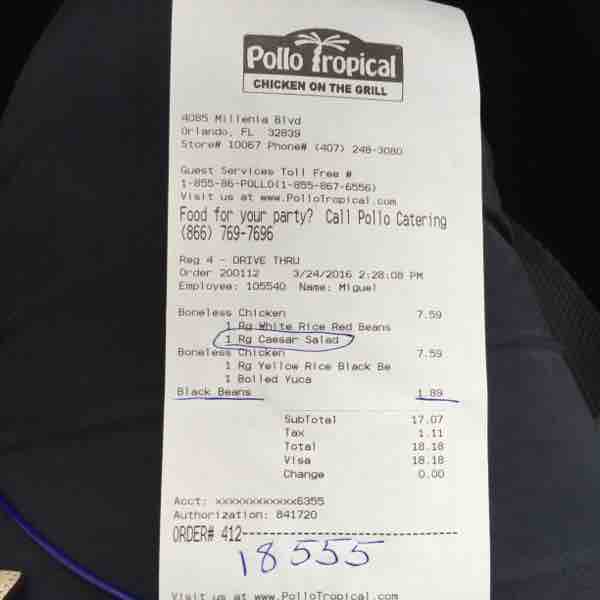 Pollo Tropical
CHICKEN ON THE GRILL
4085 Millenia Blvd
Orlando, FL 32839
Store# 10067 Phone# (407) 248-3080
Guest Services Toll Free #
1-855-86-POLLO(1-855-867-6556)
Visit us at www.PolloTropical.com
Food for your party? Call Pollo Catering
(866) 769-7696
Reg 4 - DRIVE THRU
Order 200112 3/24/2016 2:28:08 PM
Employee: 105540 Name: Miguel
Boneless Chicken 7.59
1 Rg White Rice Red Beans
1 Rg Caesar Salad
Boneless Chicken 7.59
1 Rg Yellow Rice Black Be
1 Boiled Yuca
Black Beans 1.89
SubTotal 17.07
Tax 1.11
Total 18.18
Visa 18.18
Change 0.00
Acct: xxxxxxxxxxxx6355
Authorization: 841720
ORDER# 412--------------------
18555
Visit us at www.PolloTropical.com